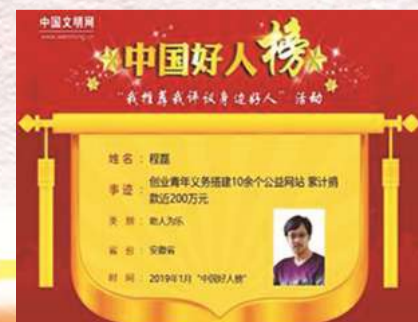 中国文明网
www.wenming.cn
中国好人榜
“我推荐我评议身边好人”活动
姓名：程磊
事迹：创业青年义务搭建10余个公益网站 累计捐
款近200万元
类别：助人为乐
省份：安徽省
时间：2019年1月“中国好人榜”